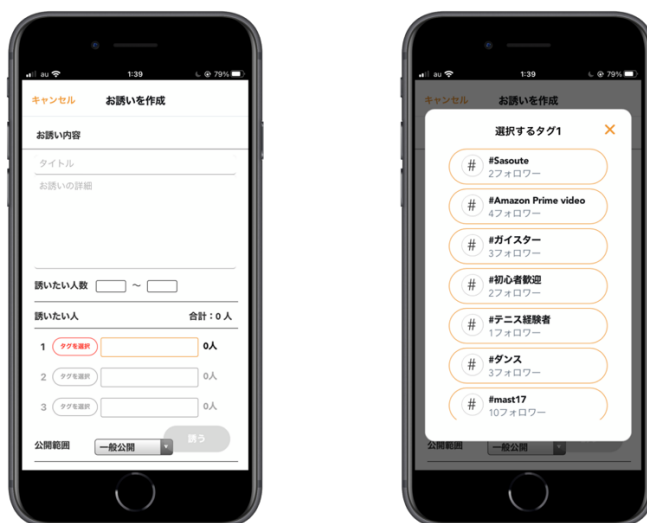 au 1:39 79%
キャンセル お誘いを作成
お誘い内容
タイトル
お誘いの詳細
誘いたい人数 ～
誘いたい人 合計：0 人
1 タグを選択 0人
2 タグを選択 0人
3 タグを選択 0人
誘う
公開範囲 一般公開
au 1:39 79%
キャンセル お誘いを作成
選択するタグ1 ×
# #Sasoute
2フォロワー
# #Amazon Prime video
4フォロワー
# #ガイスター
3フォロワー
# #初心者歓迎
2フォロワー
# #テニス経験者
1フォロワー
# #ダンス
3フォロワー
# #mast17
10フォロワー
公開範囲 一般公開